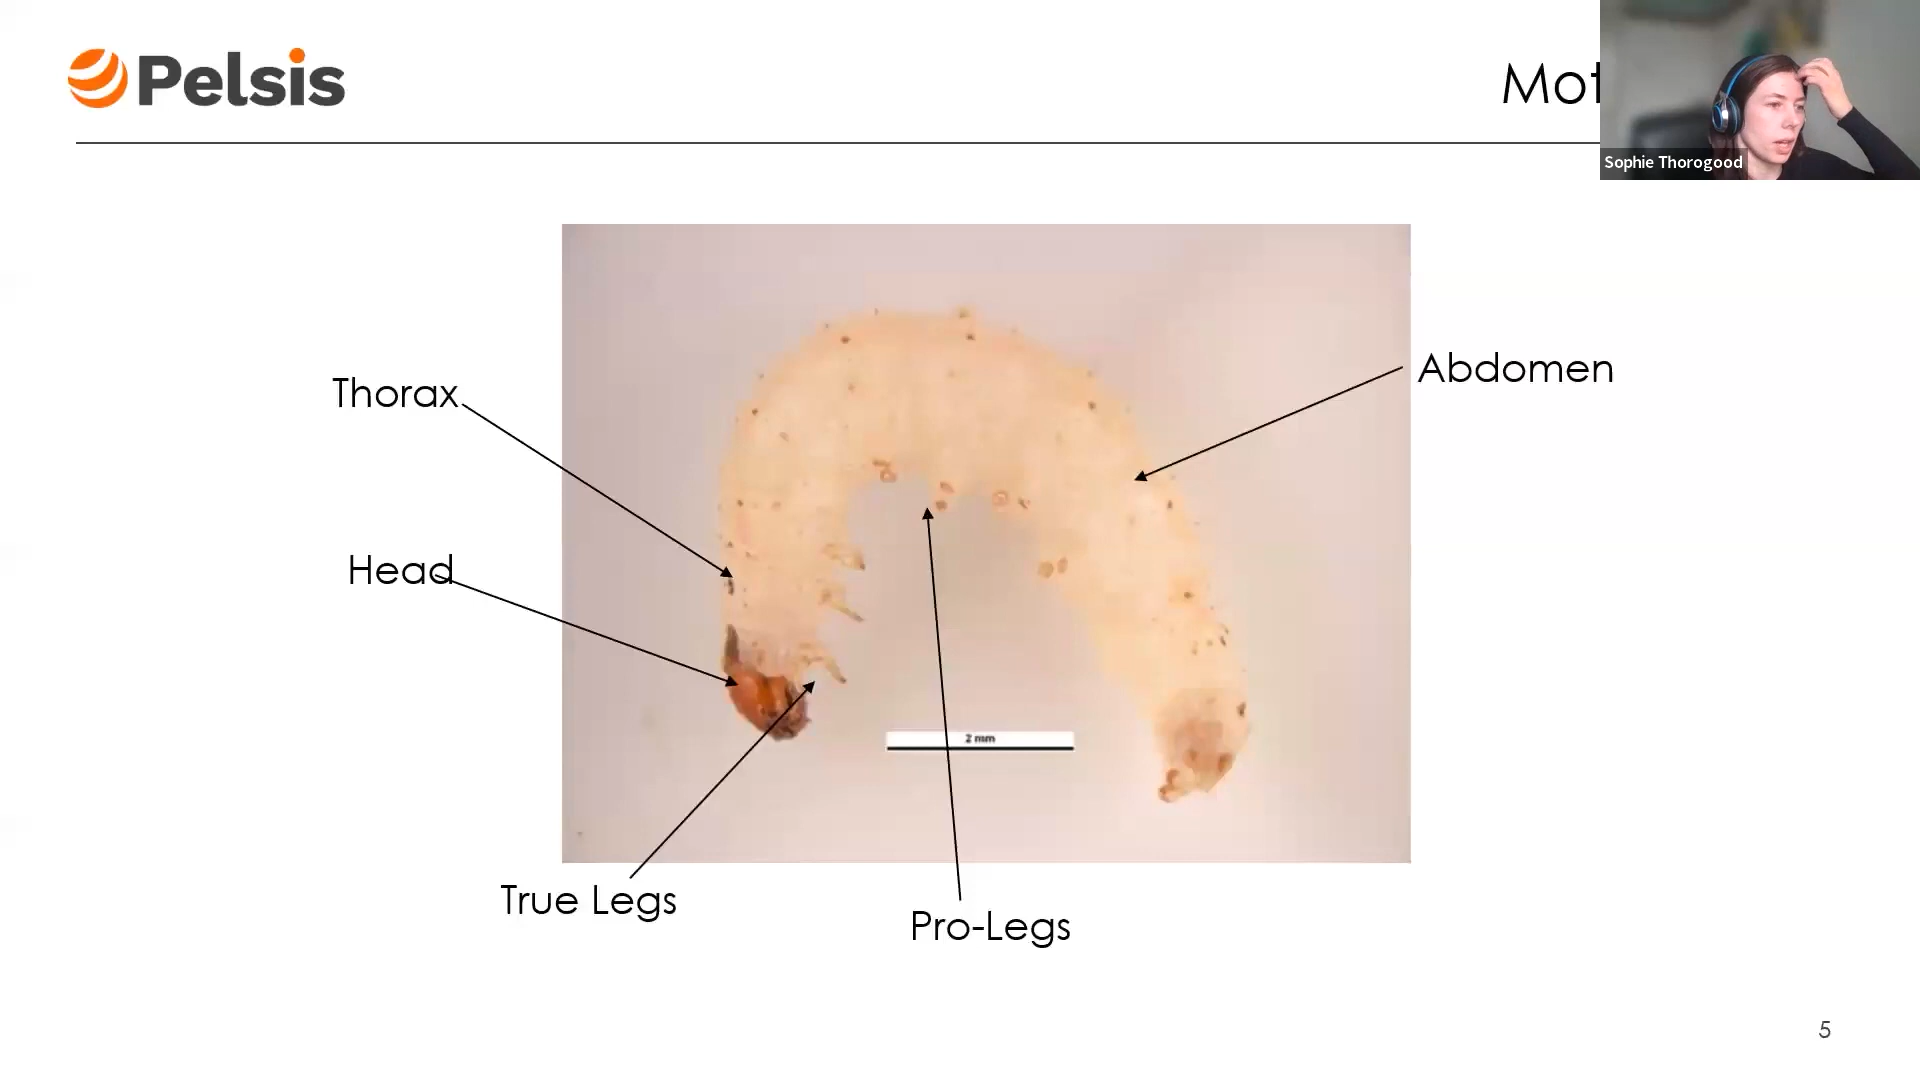 Pelsis
Mot
Sophie Thorogood
Thorax
Abdomen
Head
2 mm
True Legs
Pro-Legs
5